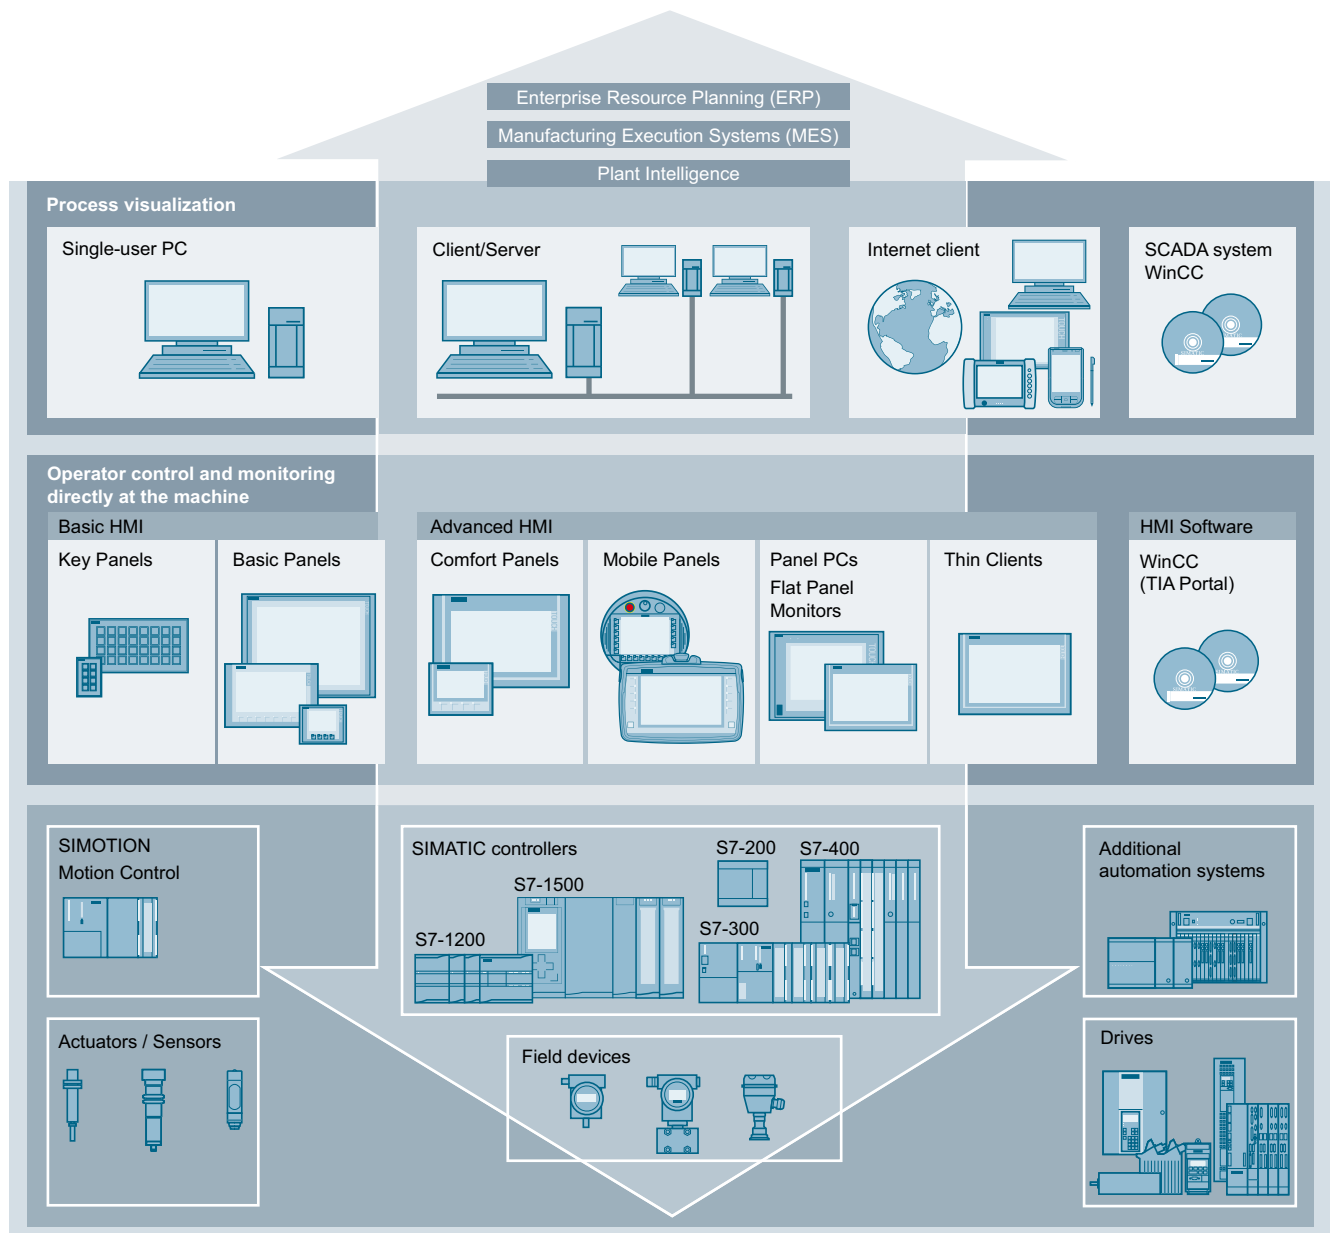 Enterprise Resource Planning (ERP)
Manufacturing Execution Systems (MES)
Plant Intelligence
Process visualization
Single-user PC
Client/Server
Internet client
SCADA system
WinCC
Operator control and monitoring
directly at the machine
Basic HMI
Advanced HMI
HMI Software
Key Panels
Basic Panels
Comfort Panels
Mobile Panels
Panel PCs
Flat Panel
Monitors
Thin Clients
WinCC
(TIA Portal)
SIMOTION
Motion Control
SIMATIC controllers
S7-200
S7-400
S7-1500
S7-300
S7-1200
Additional
automation systems
Actuators / Sensors
Field devices
Drives